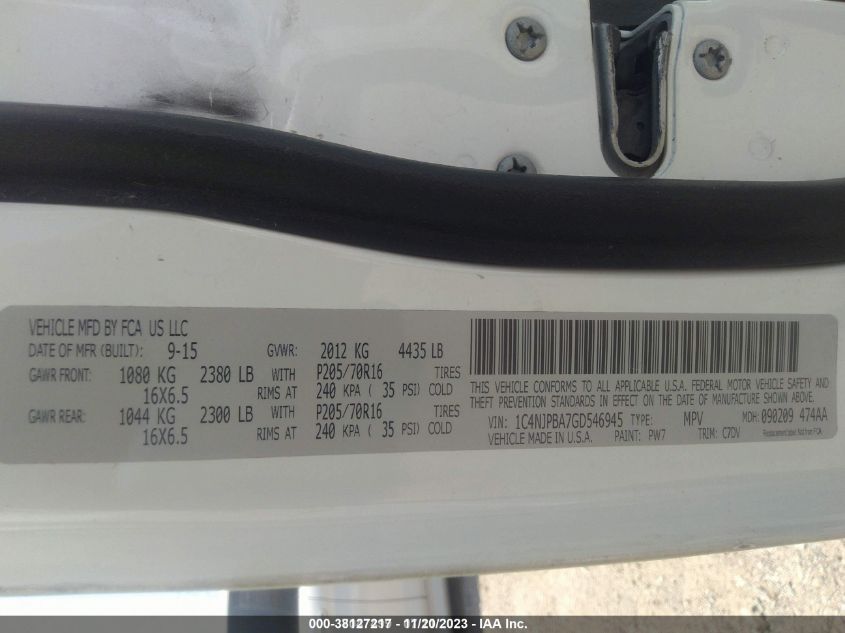 VEHICLE MFD BY FCA US LLC
DATE OF MFR (BUILT): 9-15 GVWR: 2012 KG 4435 LB
GAWR FRONT: 1080 KG 2380 LB WITH P205/70R16 TIRES
16X6.5 RIMS AT 240 KPA ( 35 PSI) COLD
GAWR REAR: 1044 KG 2300 LB WITH P205/70R16 TIRES
16X6.5 RIMS AT 240 KPA ( 35 PSI) COLD
THIS VEHICLE CONFORMS TO ALL APPLICABLE U.S.A. FEDERAL MOTOR VEHICLE SAFETY AND
THEFT PREVENTION STANDARDS IN EFFECT ON THE DATE OF MANUFACTURE SHOWN ABOVE.
VIN: 1C4NJPBA7GD546945 TYPE: MPV MDH: 090209 474AA
VEHICLE MADE IN U.S.A. PAINT: PW7 TRIM: C7DV Replacement label. Not from FCA.
000-38127217 - 11/20/2023 - IAA Inc.